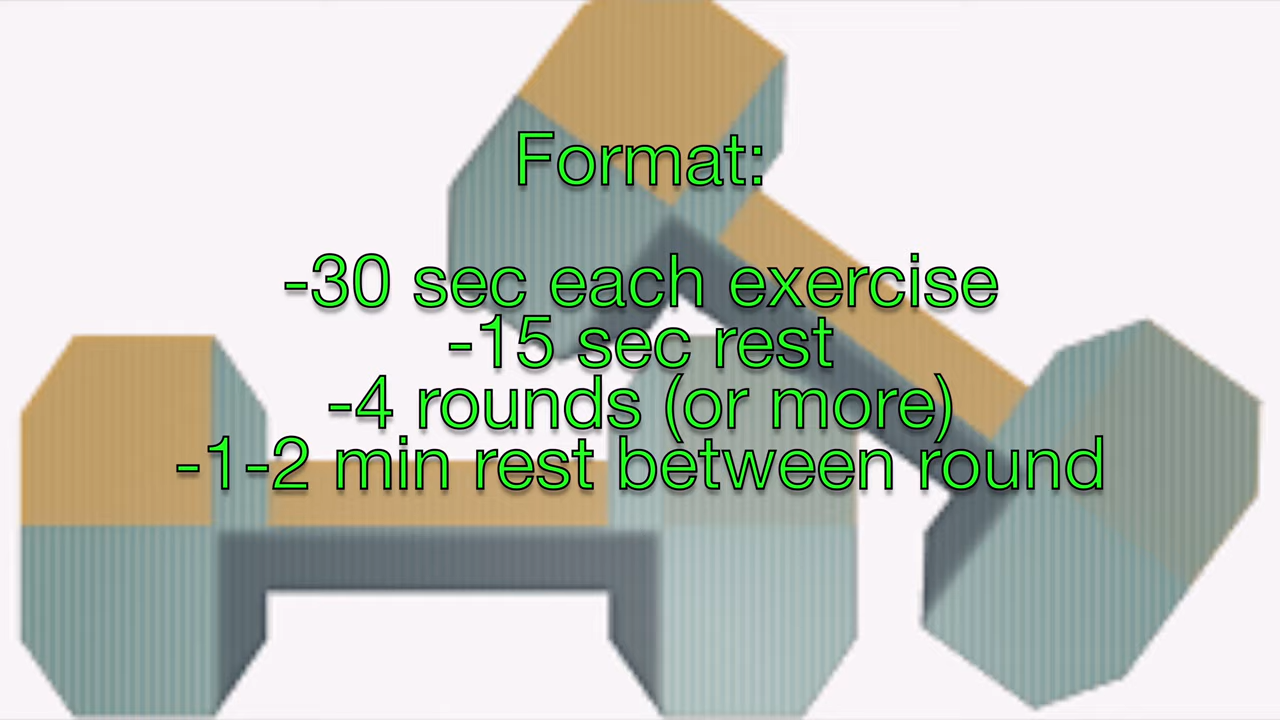 Format:
-30 sec each exercise
-15 sec rest
-4 rounds (or more)
-1-2 min rest between round